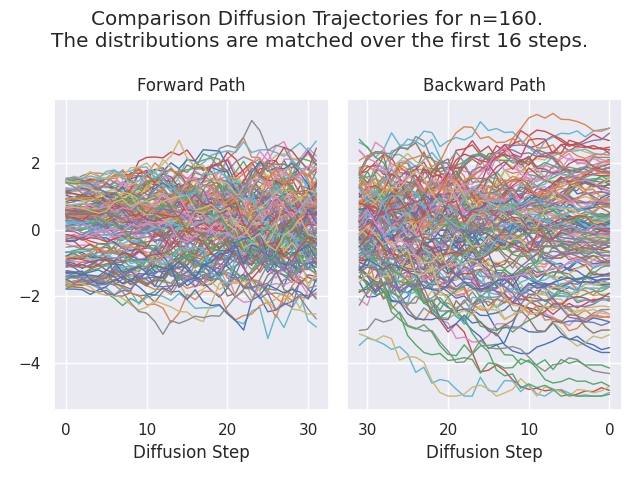 Comparison Diffusion Trajectories for n=160.
The distributions are matched over the first 16 steps.
Forward Path
Backward Path
2
0
−2
−4
0 10 20 30
30 20 10 0
Diffusion Step
Diffusion Step